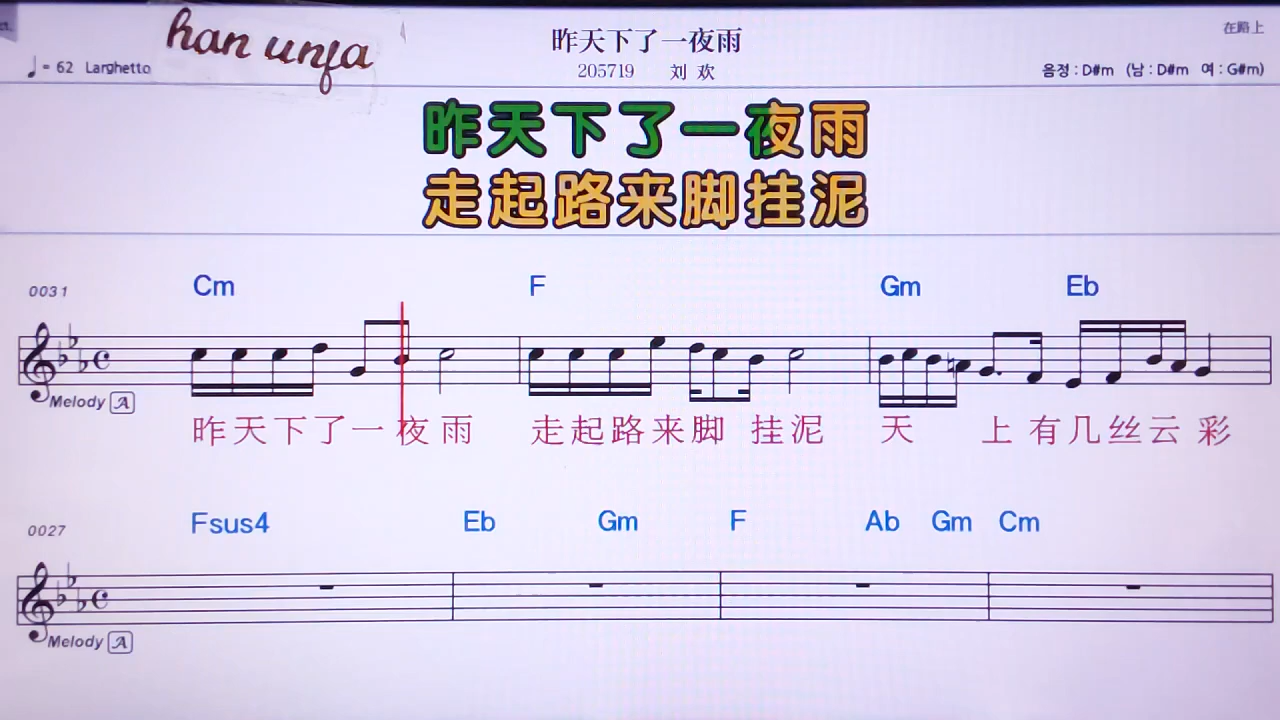 han unfa
昨天下了一夜雨
在路上
♩= 62 Larghetto
205719 刘 欢
음정 : D#m (남 : D#m 여 : G#m)
昨天下了一夜雨
走起路来脚挂泥
0031 Cm F Gm Eb
Melody A
昨天下了一夜雨 走起路来脚 挂泥 天 上有几丝云彩
0027 Fsus4 Eb Gm F Ab Gm Cm
Melody A